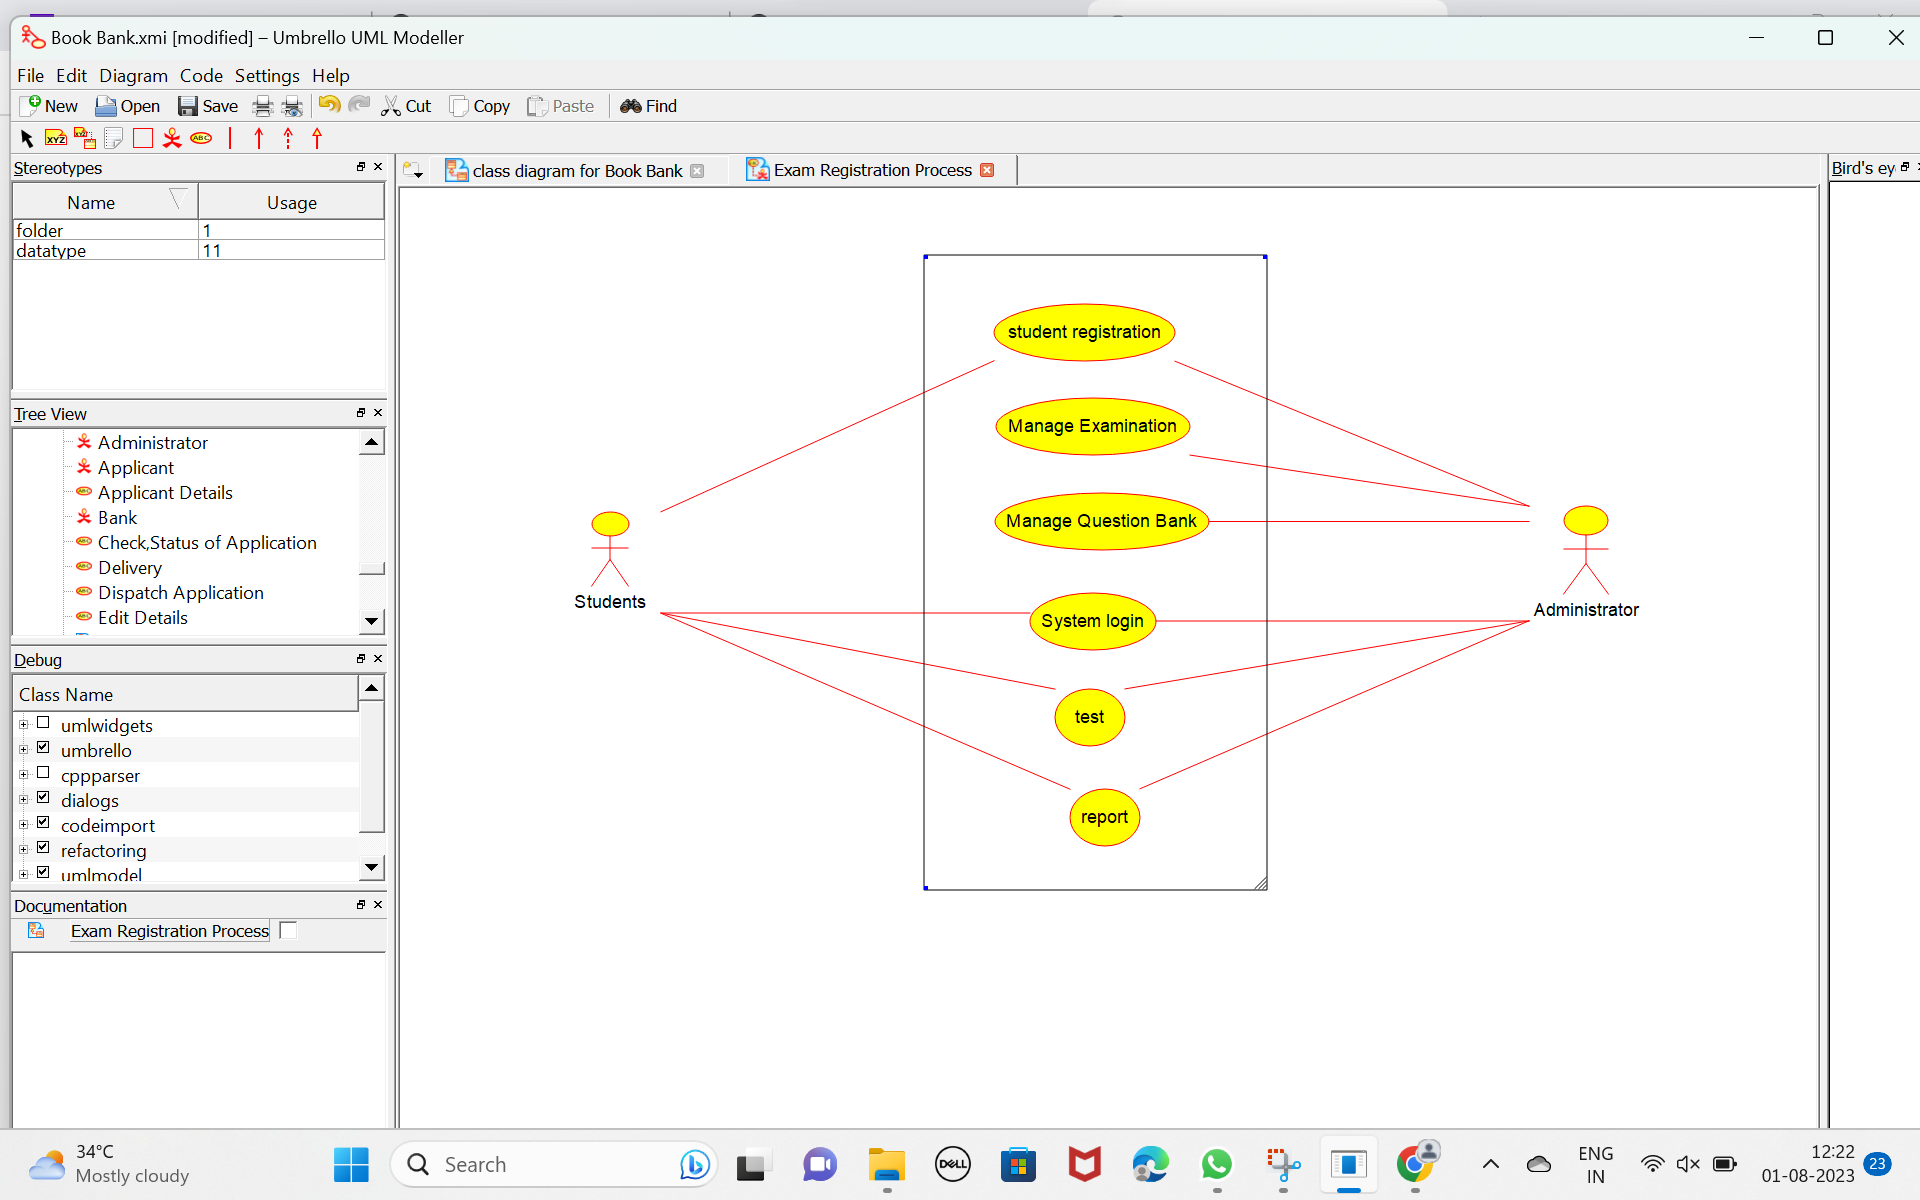 Book Bank.xmi [modified] – Umbrello UML Modeller
File Edit Diagram Code Settings Help
New Open Save Cut Copy Paste Find
XYZ XYZ ABC
Stereotypes
Name Usage
folder 1
datatype 11
Tree View
Administrator
Applicant
Applicant Details
Bank
Check,Status of Application
Delivery
Dispatch Application
Edit Details
Debug
Class Name
umlwidgets
umbrello
cppparser
dialogs
codeimport
refactoring
umlmodel
Documentation
Exam Registration Process
class diagram for Book Bank
Exam Registration Process
Bird's ey
student registration
Manage Examination
Manage Question Bank
System login
test
report
Students
Administrator
34°C
Mostly cloudy
Search
DELL
ENG
IN
12:22
01-08-2023
23